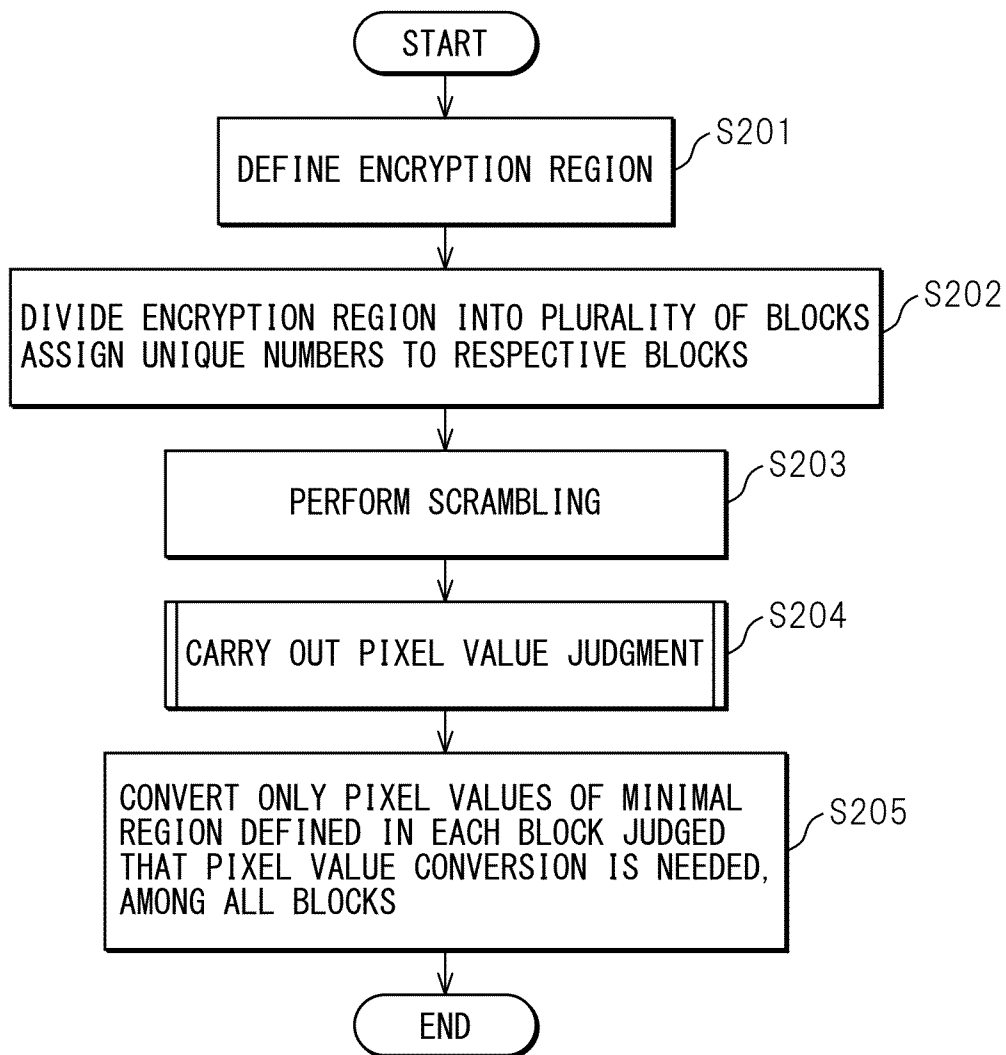 START
S201
DEFINE ENCRYPTION REGION
S202
DIVIDE ENCRYPTION REGION INTO PLURALITY OF BLOCKS
ASSIGN UNIQUE NUMBERS TO RESPECTIVE BLOCKS
S203
PERFORM SCRAMBLING
S204
CARRY OUT PIXEL VALUE JUDGMENT
S205
CONVERT ONLY PIXEL VALUES OF MINIMAL
REGION DEFINED IN EACH BLOCK JUDGED
THAT PIXEL VALUE CONVERSION IS NEEDED,
AMONG ALL BLOCKS
END